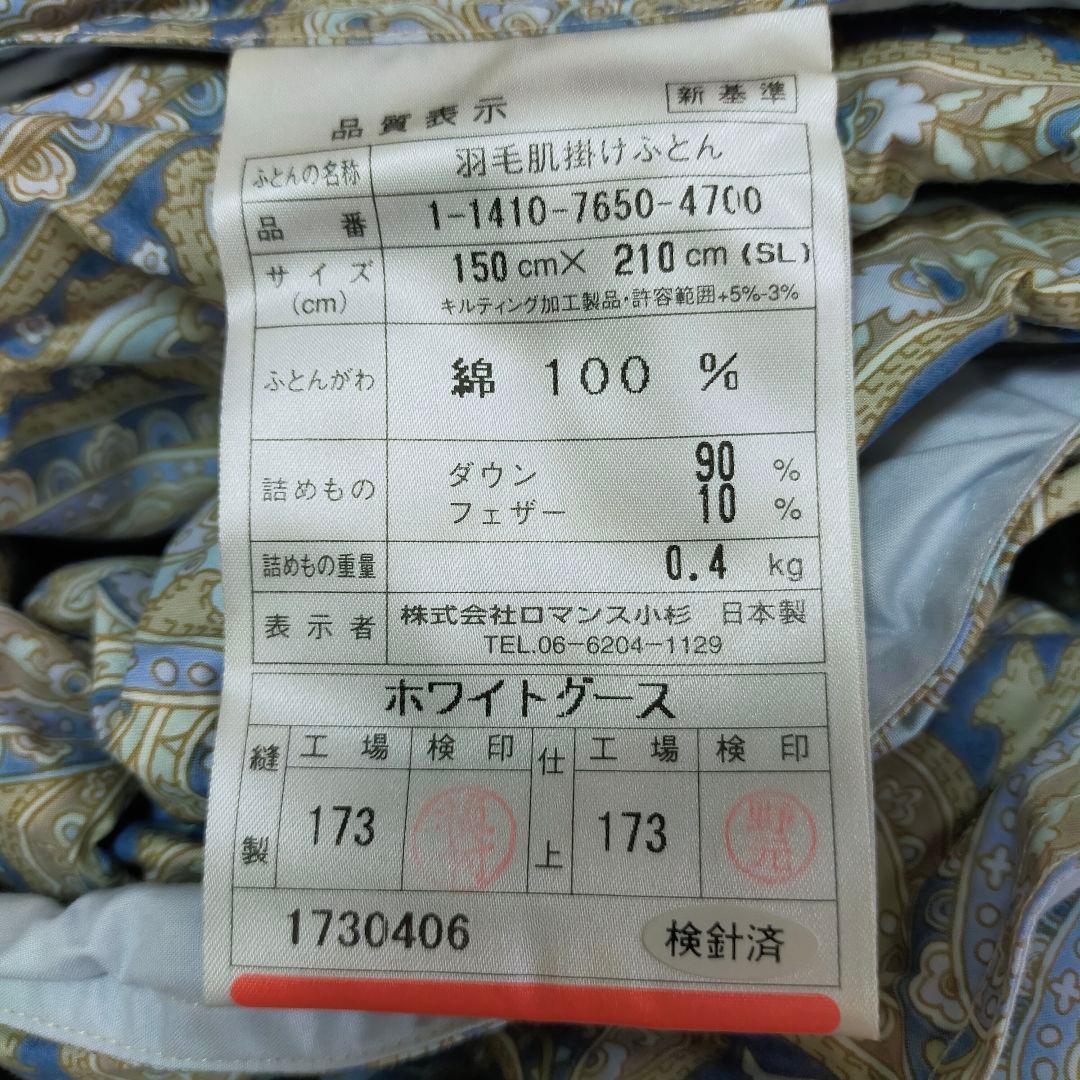 品質表示
新基準
ふとんの名称 羽毛肌掛けふとん
品番 1-1410-7650-4700
サイズ(cm) 150cm× 210cm (SL)
キルティング加工製品・許容範囲+5%-3%
ふとんがわ 綿 100 %
詰めもの ダウン 90 %
フェザー 10 %
詰めもの重量 0.4 kg
表示者 株式会社ロマンス小杉 日本製
TEL.06-6204-1129
ホワイトグース
縫製 工場 検印 仕上 工場 検印
173 173 野元
1730406 検針済